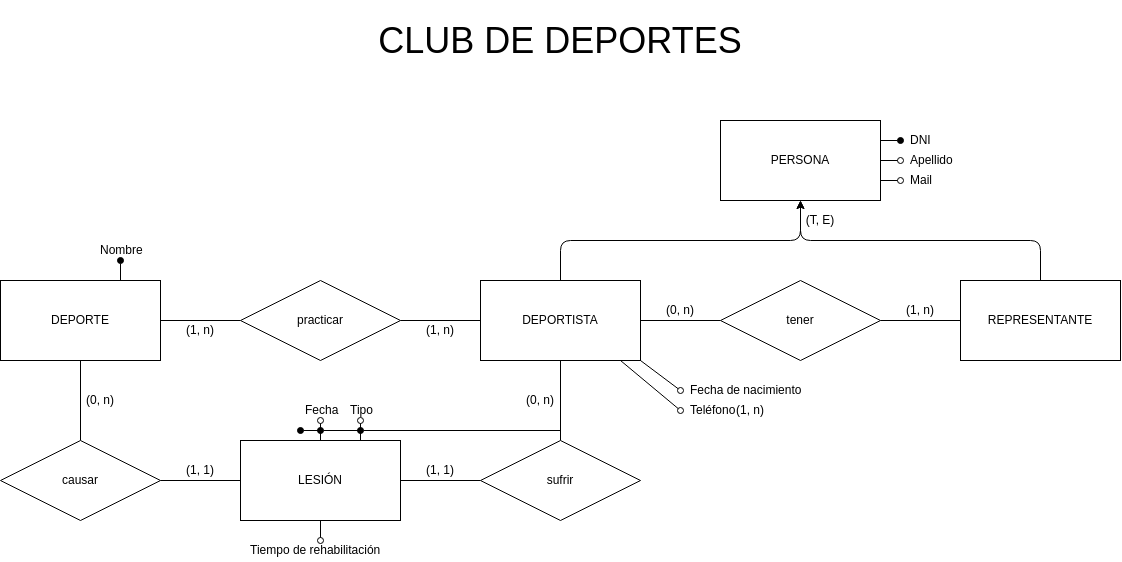 CLUB DE DEPORTES
DNI
PERSONA
Apellido
Mail
(T, E)
Nombre
DEPORTE
(1, n)
practicar
(1, n)
DEPORTISTA
(0, n)
tener
(1, n)
REPRESENTANTE
Fecha de nacimiento
Teléfono(1, n)
(0, n)
(0, n)
Fecha
Tipo
causar
(1, 1)
LESIÓN
(1, 1)
sufrir
Tiempo de rehabilitación